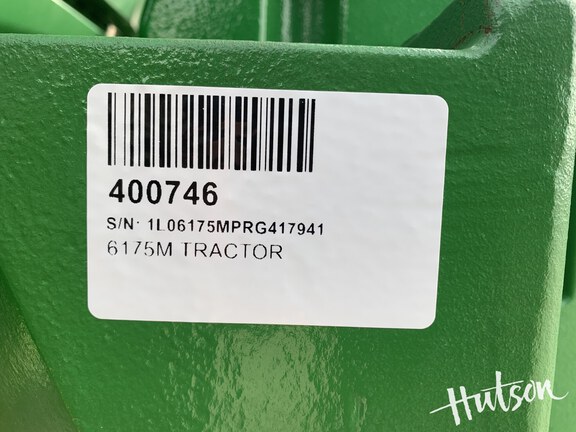 400746
S/N: 1L06175MPRG417941
6175M TRACTOR
Hutson